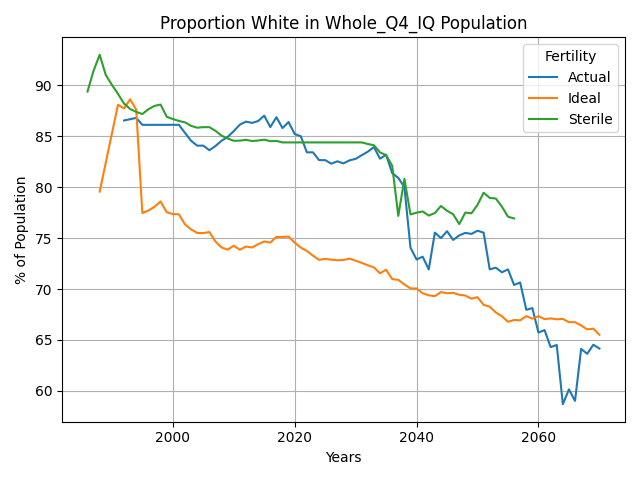 Proportion White in Whole_Q4_IQ Population
Fertility
Actual
Ideal
Sterile
% of Population
90
85
80
75
70
65
60
2000
2020
2040
2060
Years